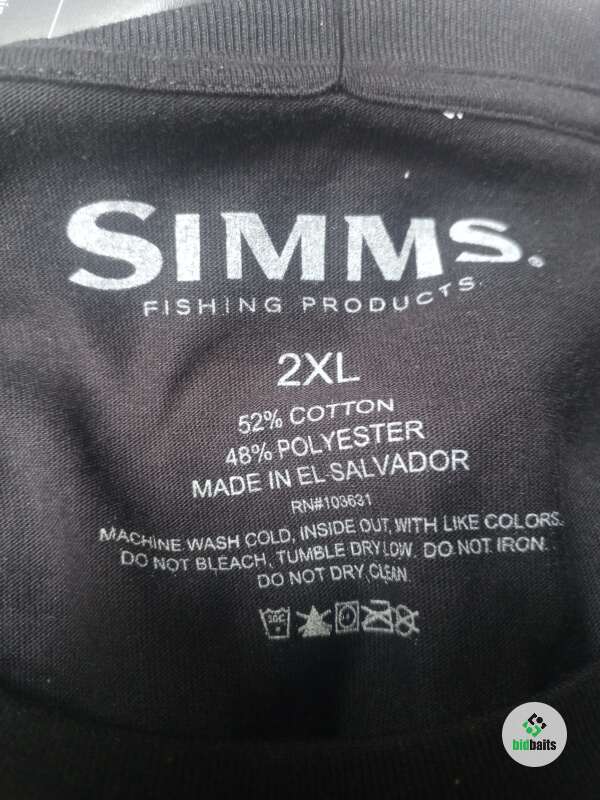 SIMMS®
FISHING PRODUCTS
2XL
52% COTTON
48% POLYESTER
MADE IN EL SALVADOR
RN#103631
MACHINE WASH COLD, INSIDE OUT, WITH LIKE COLORS.
DO NOT BLEACH, TUMBLE DRY LOW. DO NOT IRON.
DO NOT DRY CLEAN.
30C
bidbaits